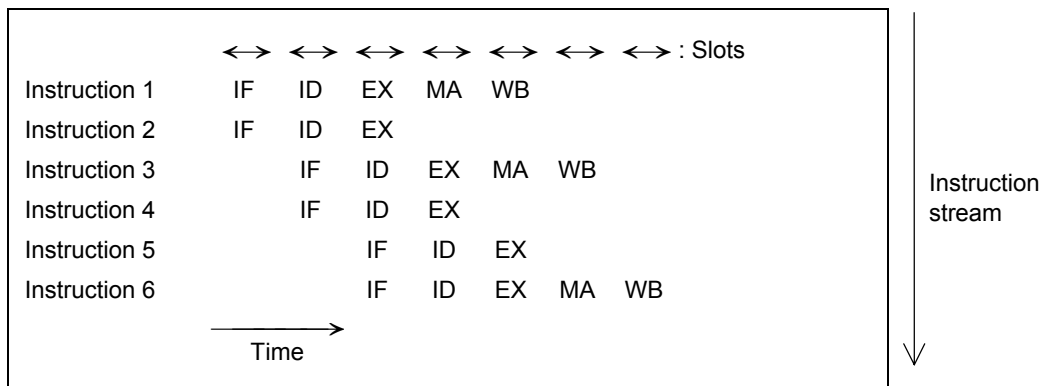 : Slots
Instruction 1 IF ID EX MA WB
Instruction 2 IF ID EX
Instruction 3 IF ID EX MA WB
Instruction 4 IF ID EX
Instruction 5 IF ID EX
Instruction 6 IF ID EX MA WB
Time
Instruction
stream